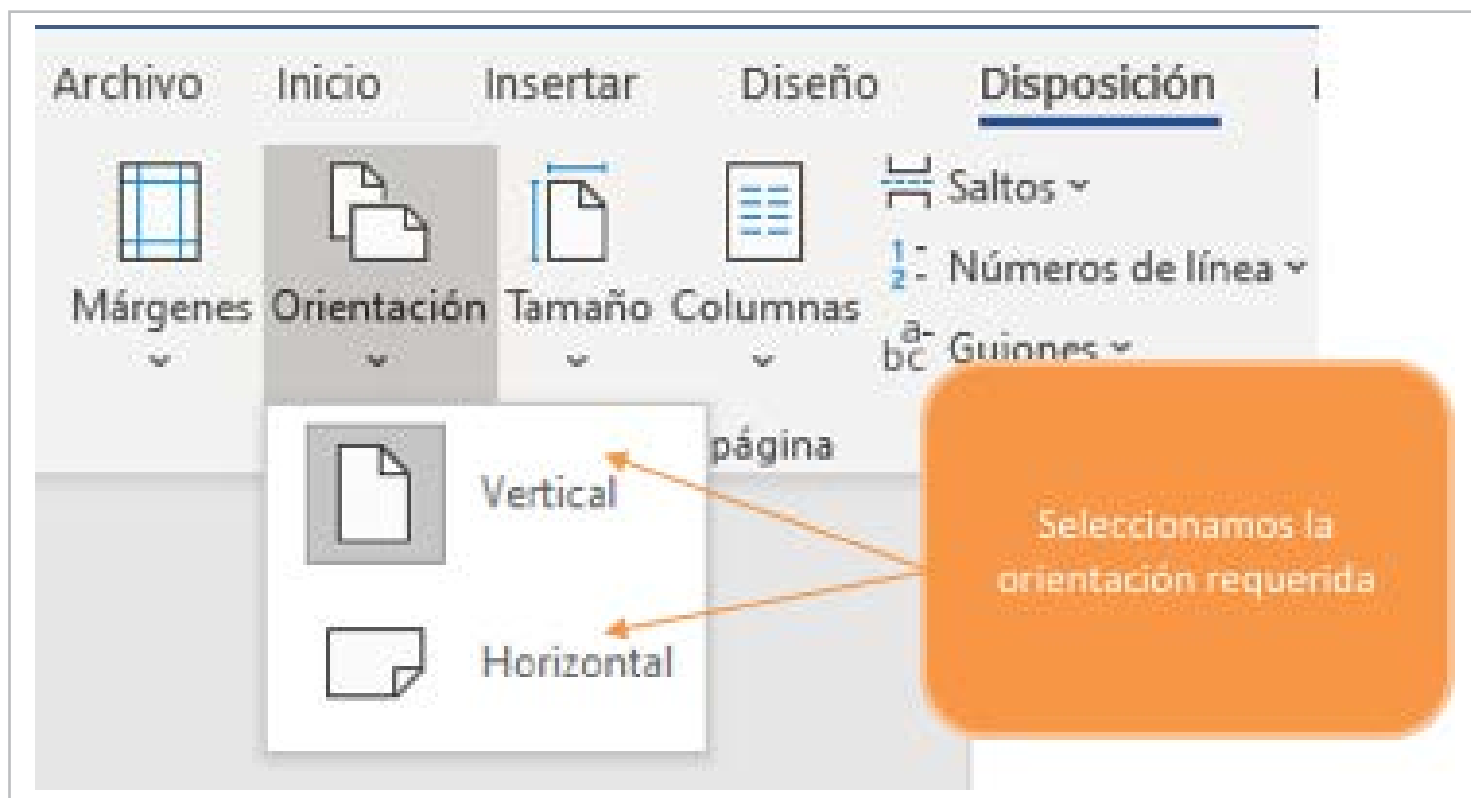 Archivo Inicio Insertar Diseño Disposición
Márgenes Orientación Tamaño Columnas
Saltos
Números de línea
Guiones
página
Vertical
Horizontal
Seleccionamos la
orientación requerida